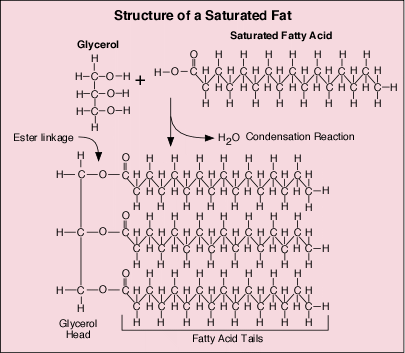 Structure of a Saturated Fat
Glycerol
Saturated Fatty Acid
H₂O Condensation Reaction
Ester linkage
Glycerol
Head
Fatty Acid Tails